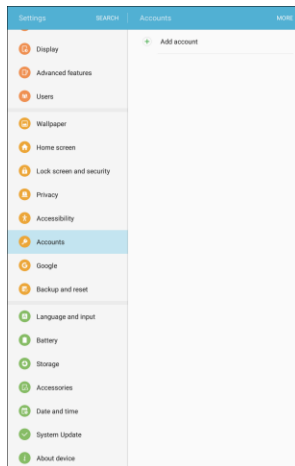 Settings
SEARCH
Accounts
MORE
Display
Advanced features
Users
Wallpaper
Home screen
Lock screen and security
Privacy
Accessibility
Accounts
Google
Backup and reset
Language and input
Battery
Storage
Accessories
Date and time
System Update
About device
Add account